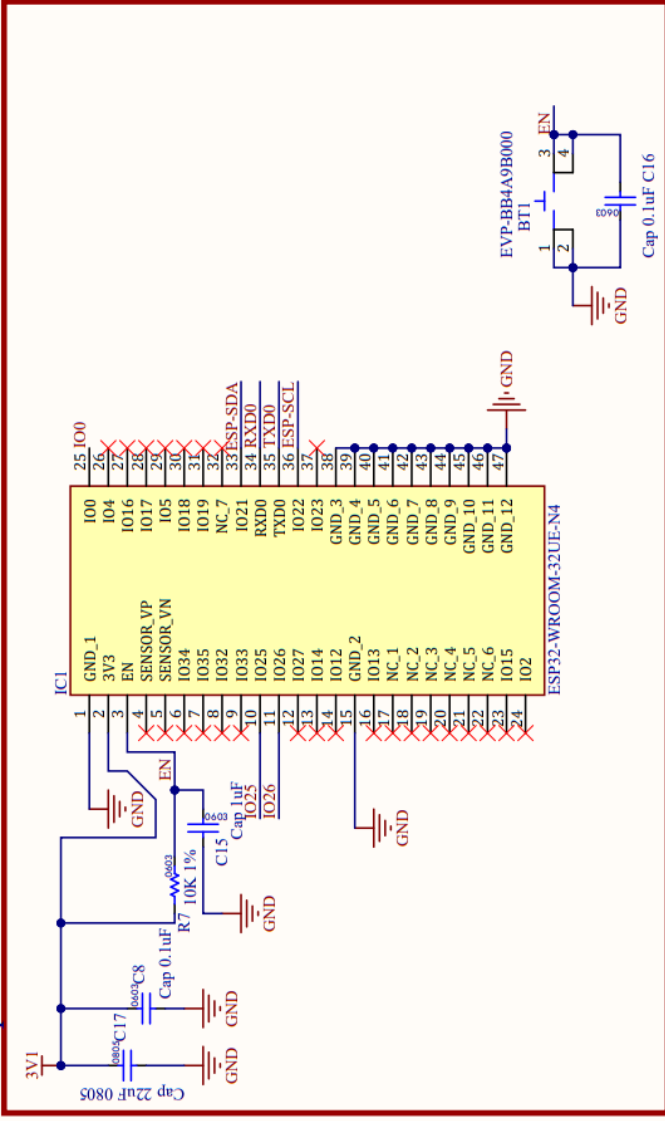 3V1
Cap 22uF 0805
0805
C17
GND
0603
C8
Cap 0.1uF
GND
R7
0603
10K 1%
EN
C15
0603
Cap 1uF
GND
GND
IO25
IO26
GND
IC1
1 GND_1
2 3V3
3 EN
4 SENSOR_VP
5 SENSOR_VN
6 IO34
7 IO35
8 IO32
9 IO33
10 IO25
11 IO26
12 IO27
13 IO14
14 IO12
15 GND_2
16 IO13
17 NC_1
18 NC_2
19 NC_3
20 NC_4
21 NC_5
22 NC_6
23 IO15
24 IO2
IO0 25 IO0
IO4 26
IO16 27
IO17 28
IO5 29
IO18 30
IO19 31
NC_7 32
IO21 33 ESP-SDA
RXD0 34 RXD0
TXD0 35 TXD0
IO22 36 ESP-SCL
IO23 37
GND_3 38
GND_4 39
GND_5 40
GND_6 41
GND_7 42
GND_8 43
GND_9 44
GND_10 45
GND_11 46
GND_12 47
ESP32-WROOM-32UE-N4
GND
EVP-BB4A9B000
BT1
1 3 EN
2 4
0603
GND
Cap 0.1uF C16